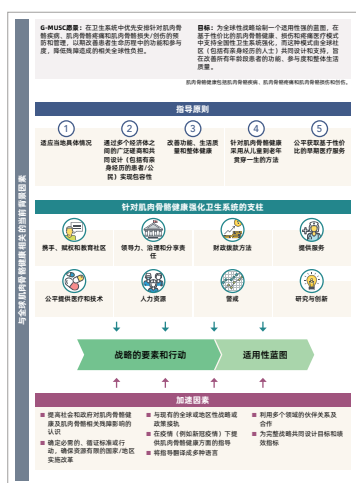 G-MUSC愿景：在卫生系统中优先安排针对肌肉骨
骼疾病、肌肉骨骼疼痛和肌肉骨骼损失/创伤的预
防和管理，以期改善患者生命历程中的功能和参与
度，降低残障造成的相关全球性负担。
目标：为全球性战略绘制一个适用性强的蓝图，在
基于性价比的肌肉骨骼健康、损伤和疼痛医疗模式
中支持全国性卫生系统强化，而这种模式由全球社
区（包括有亲身经历的人士）共同设计和支持，旨
在改善所有年龄段患者的功能、参与度和整体生活
质量。
肌肉骨骼健康包括肌肉骨骼疾病、肌肉骨骼疼痛和肌肉骨骼损伤和创伤。
与全球肌肉骨骼健康相关的当前背景因素
指导原则
1
2
3
4
5
适应当地具体情况
通过多个经济体之
间的广泛磋商和共
同设计（包括有亲
身经历的患者/公
民）实现包容性
改善功能、生活质
量和整体健康
针对肌肉骨骼健康
采用从儿童到老年
贯穿一生的方法
公平获取基于性价
比的早期医疗服务
针对肌肉骨骼健康强化卫生系统的支柱
携手、赋权和教育社区
领导力、治理和分享责
任
财政拨款方法
提供服务
公平提供医疗和技术
人力资源
警戒
研究与创新
战略的要素和行动
适用性蓝图
加速因素
提高社会和政府对肌肉骨骼健
康及肌肉骨骼相关残障影响的
认识
确定必需的、循证标准或行
动，确保资源有限的国家/地区
实施改革
与现有的全球或地区性战略或
政策接轨
在疫情（例如新冠疫情）下提
供肌肉骨骼健康方面的指导
将指导翻译成多种语言
利用多个领域的伙伴关系及
合作
为完整战略共同设计目标和绩
效指标